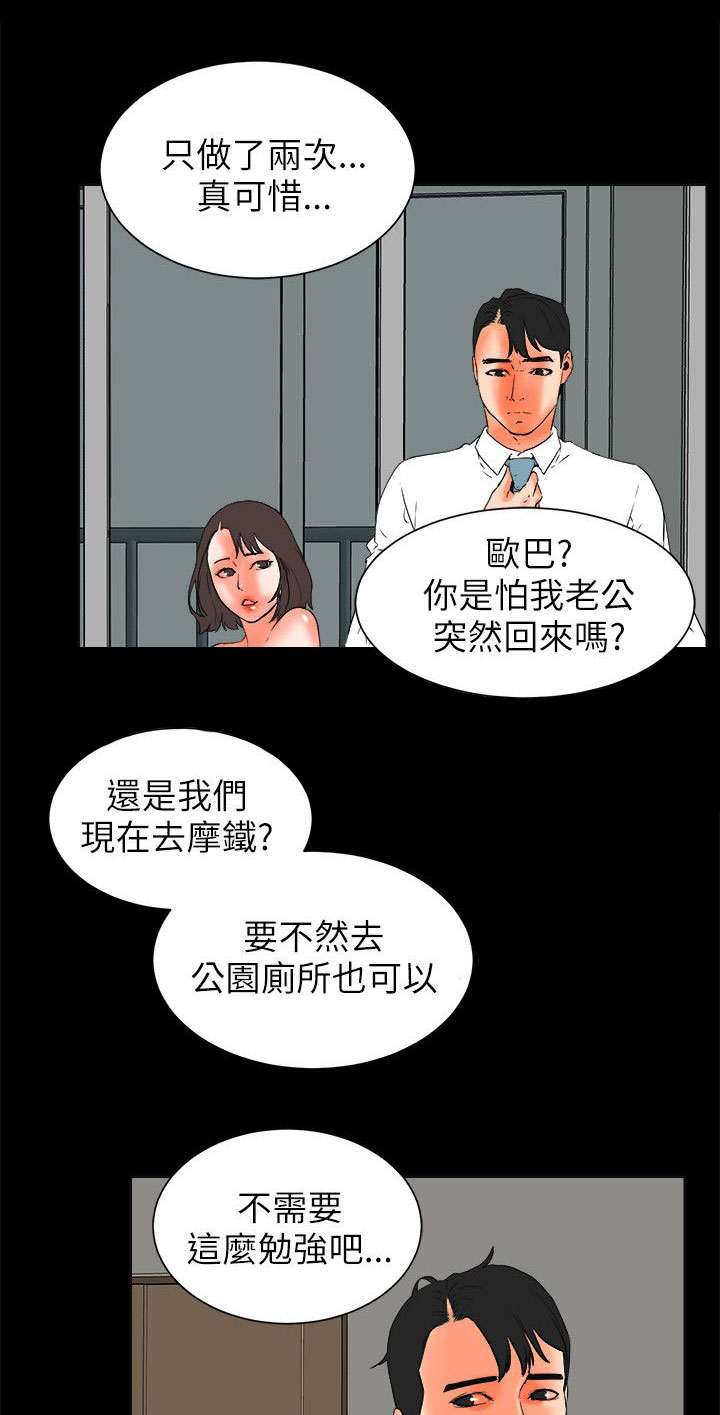 只做了兩次...
真可惜...
歐巴?
你是怕我老公
突然回來嗎?
還是我們
現在去摩鐵?
要不然去
公園廁所也可以
不需要
這麼勉強吧...